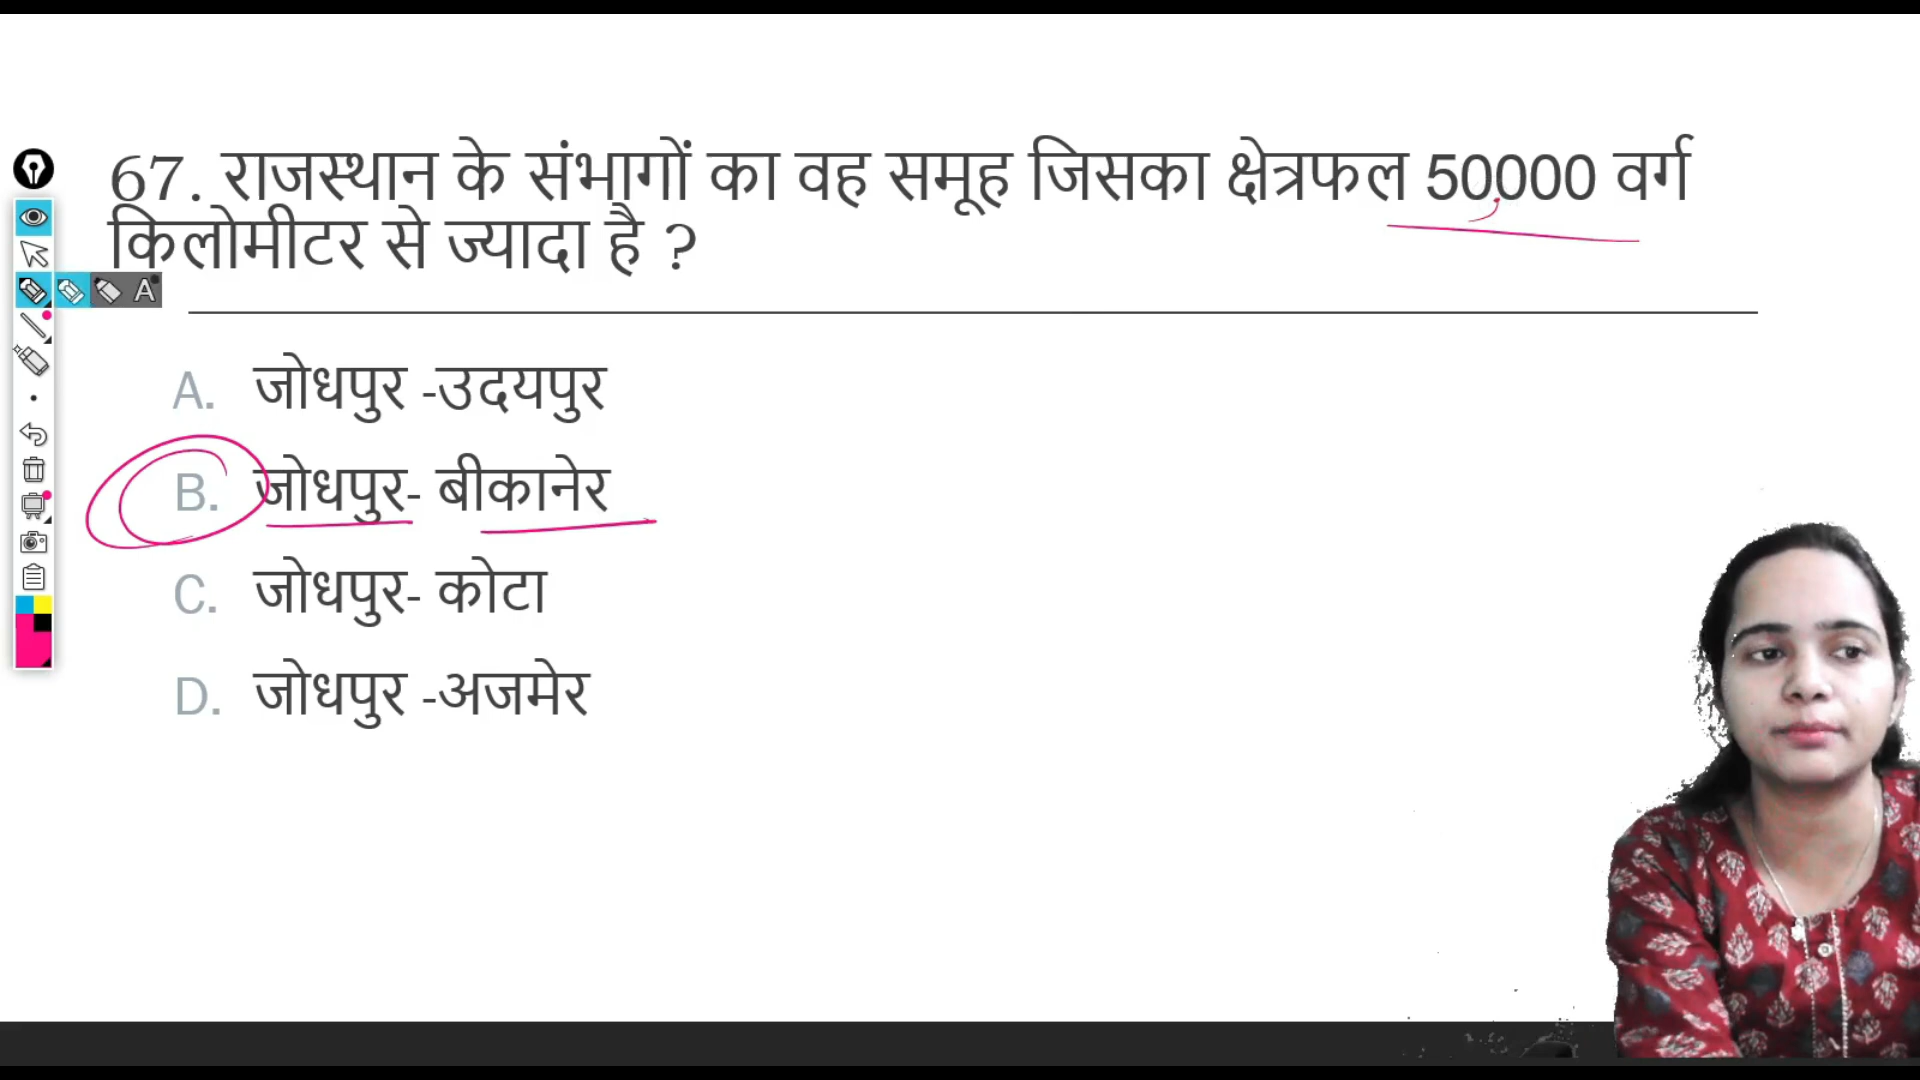 67. राजस्थान के संभागों का वह समूह जिसका क्षेत्रफल 50000 वर्ग
किलोमीटर से ज्यादा है ?
A. जोधपुर -उदयपुर
B. जोधपुर- बीकानेर
C. जोधपुर- कोटा
D. जोधपुर -अजमेर
A